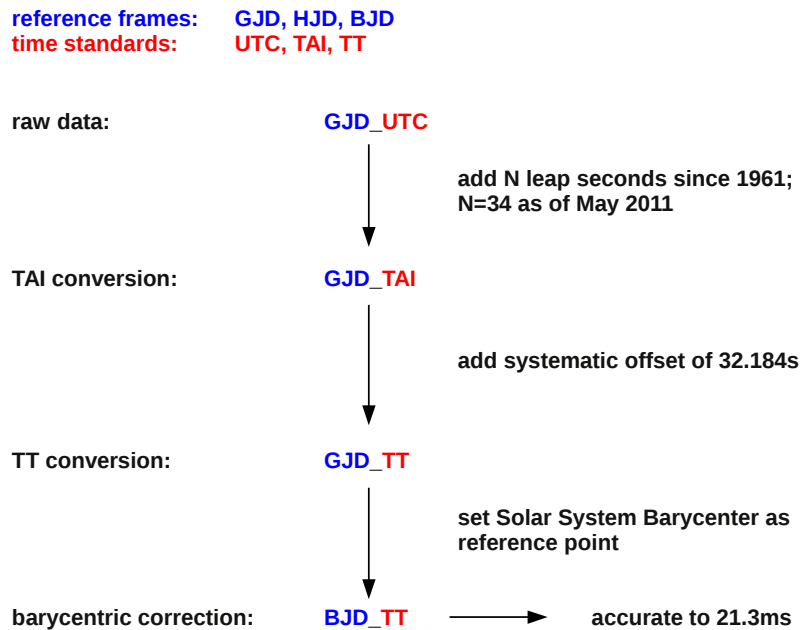 reference frames: GJD, HJD, BJD
time standards: UTC, TAI, TT
raw data: GJD_UTC
add N leap seconds since 1961;
N=34 as of May 2011
TAI conversion: GJD_TAI
add systematic offset of 32.184s
TT conversion: GJD_TT
set Solar System Barycenter as
reference point
barycentric correction: BJD_TT accurate to 21.3ms